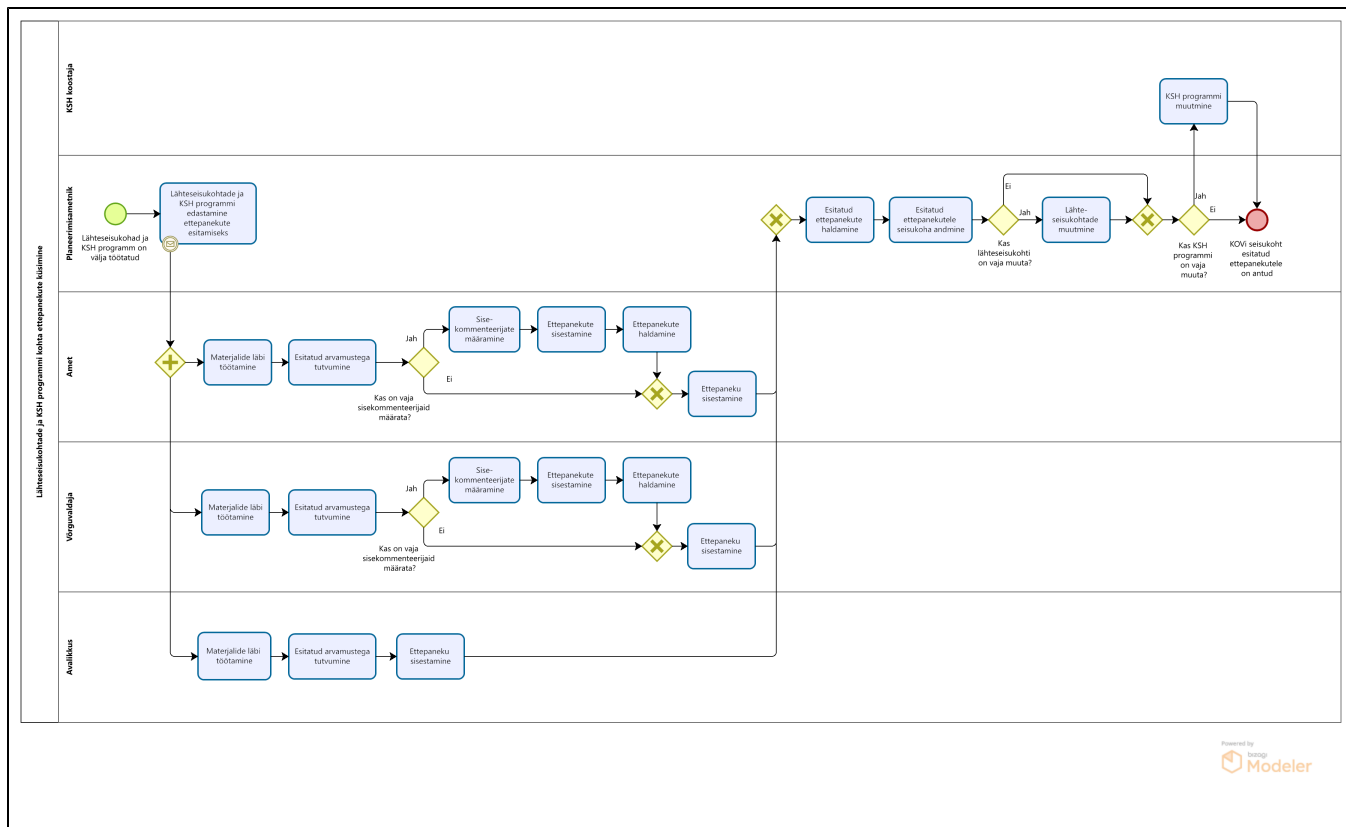 Lähteseisukohtade ja KSH programmi kohta ettepanekute küsimine
KSH koostaja
KSH programmi
muutmine
Planeerimisametnik
Lähteseisukohad ja
KSH programm on
välja töötatud
Lähteseisukohtade ja
KSH programmi
edastamine
ettepanekute
esitamiseks
Esitatud
ettepanekute
haldamine
Esitatud
ettepanekutele
seisukoha andmine
Ei
Jah
Kas
lähteseisukohti
on vaja muuta?
Lähte-
seisukohtade
muutmine
Jah
Ei
Kas KSH
programmi
on vaja
muuta?
KOVi seisukoht
esitatud
ettepanekutele
on antud
Amet
Materjalide läbi
töötamine
Esitatud arvamustega
tutvumine
Jah
Ei
Kas on vaja
sisekommenteerijaid
määrata?
Sise-
kommenteerijate
määramine
Ettepanekute
sisestamine
Ettepanekute
haldamine
Ettepaneku
sisestamine
Võrguvaldaja
Materjalide läbi
töötamine
Esitatud arvamustega
tutvumine
Jah
Ei
Kas on vaja
sisekommenteerijaid
määrata?
Sise-
kommenteerijate
määramine
Ettepanekute
sisestamine
Ettepanekute
haldamine
Ettepaneku
sisestamine
Avalikkus
Materjalide läbi
töötamine
Esitatud arvamustega
tutvumine
Ettepaneku
sisestamine
Powered by
bizagi
Modeler